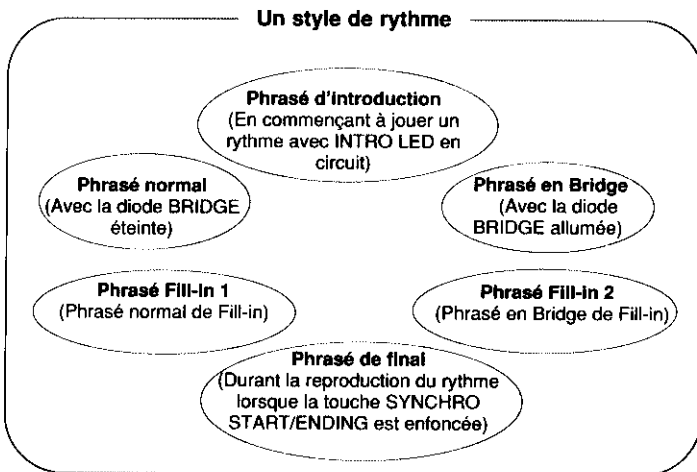 Un style de rythme
Phrasé d'introduction
(En commençant à jouer un
rythme avec INTRO LED en
circuit)
Phrasé normal
(Avec la diode BRIDGE
éteinte)
Phrasé en Bridge
(Avec la diode
BRIDGE allumée)
Phrasé Fill-in 1
(Phrasé normal de Fill-in)
Phrasé Fill-in 2
(Phrasé en Bridge de Fill-in)
Phrasé de final
(Durant la reproduction du rythme
lorsque la touche SYNCHRO
START/ENDING est enfoncée)